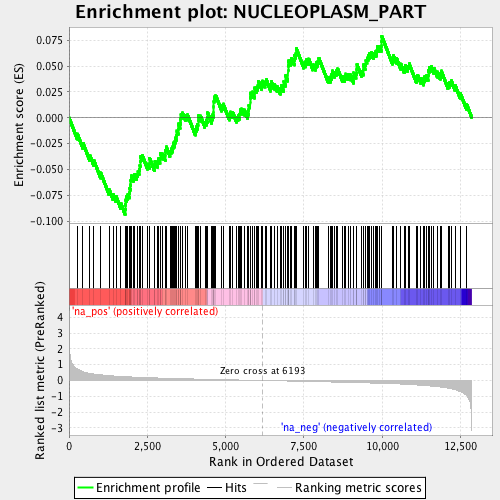 Enrichment plot: NUCLEOPLASM_PART
Enrichment score (ES)
0.075
0.050
0.025
0.000
-0.025
-0.050
-0.075
-0.100
'na_pos' (positively correlated)
Ranked list metric (PreRanked)
4
3
2
1
0
-1
-2
-3
Zero cross at 6193
'na_neg' (negatively correlated)
0
2,500
5,000
7,500
10,000
12,500
Rank in Ordered Dataset
Enrichment profile
Hits
Ranking metric scores